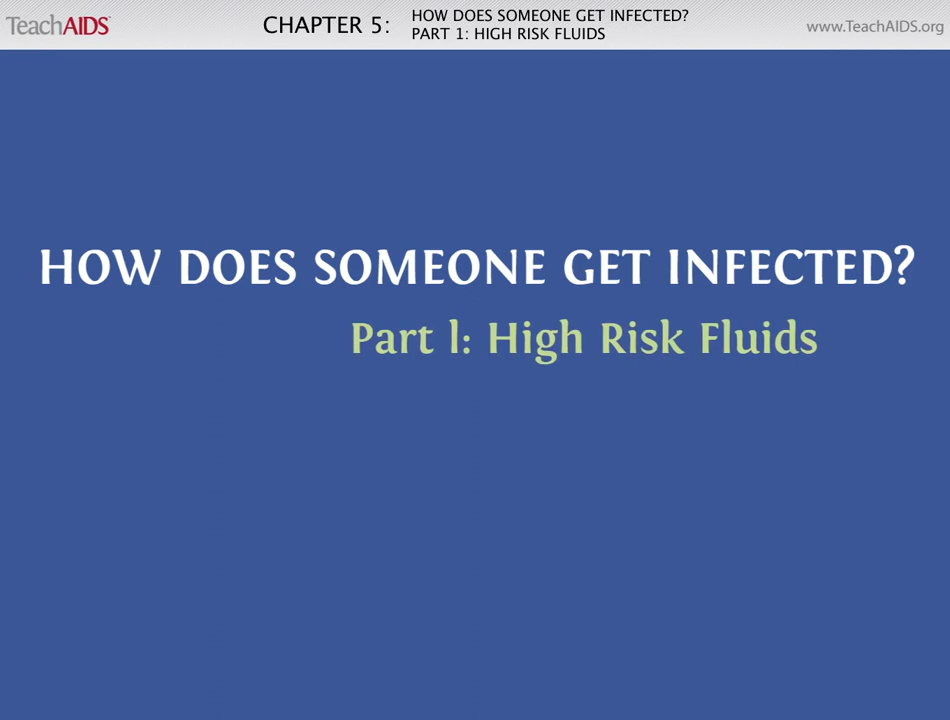 TeachAIDS
CHAPTER 5:
HOW DOES SOMEONE GET INFECTED?
PART 1: HIGH RISK FLUIDS
www.TeachAIDS.org
HOW DOES SOMEONE GET INFECTED?
Part 1: High Risk Fluids